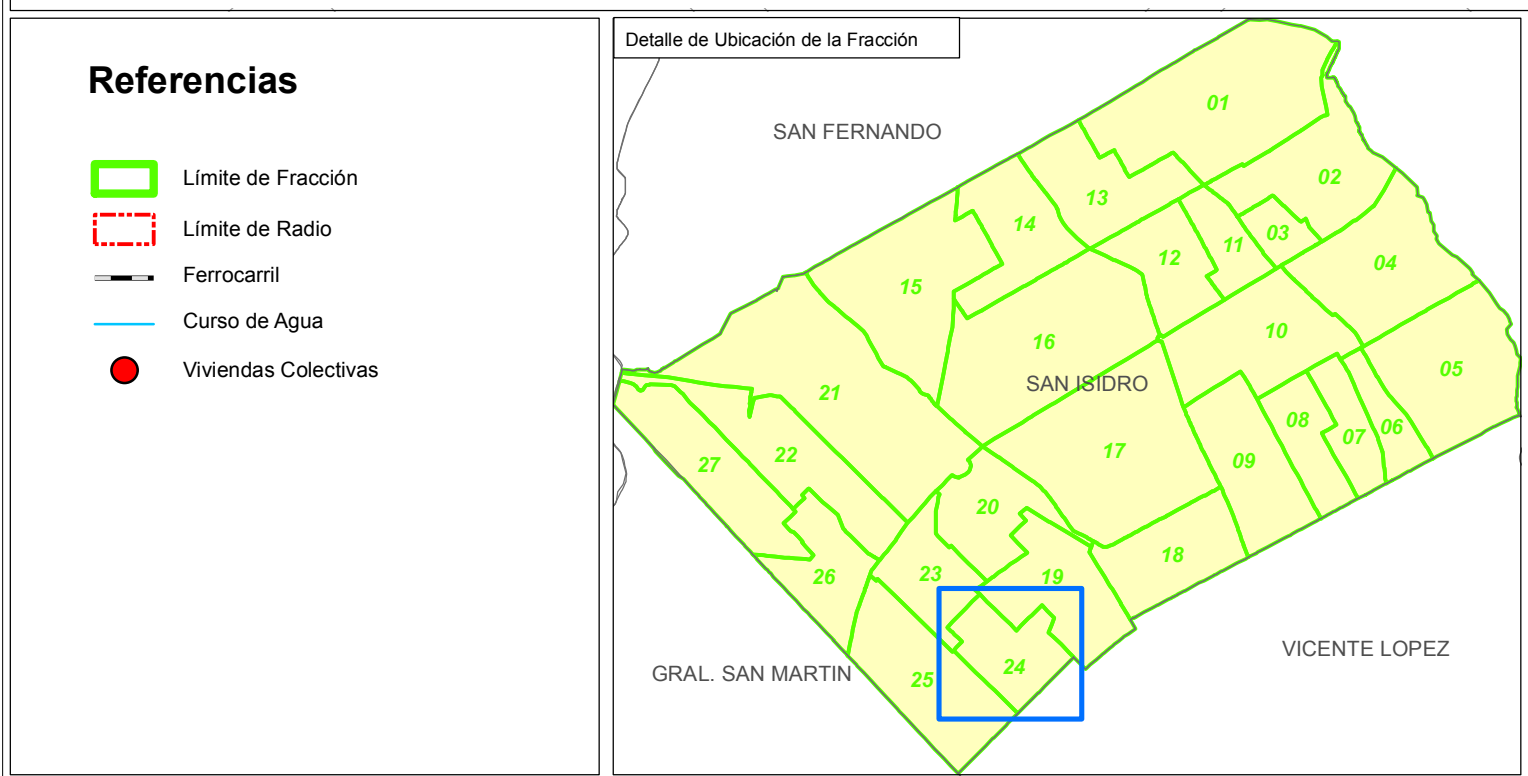 Referencias
Límite de Fracción
Límite de Radio
Ferrocarril
Curso de Agua
Viviendas Colectivas
Detalle de Ubicación de la Fracción
SAN FERNANDO
01
02
13
14
03
11
12
04
15
10
16
05
SAN ISIDRO
21
08
06
07
17
22
09
27
20
18
23
19
26
VICENTE LOPEZ
24
GRAL. SAN MARTIN
25